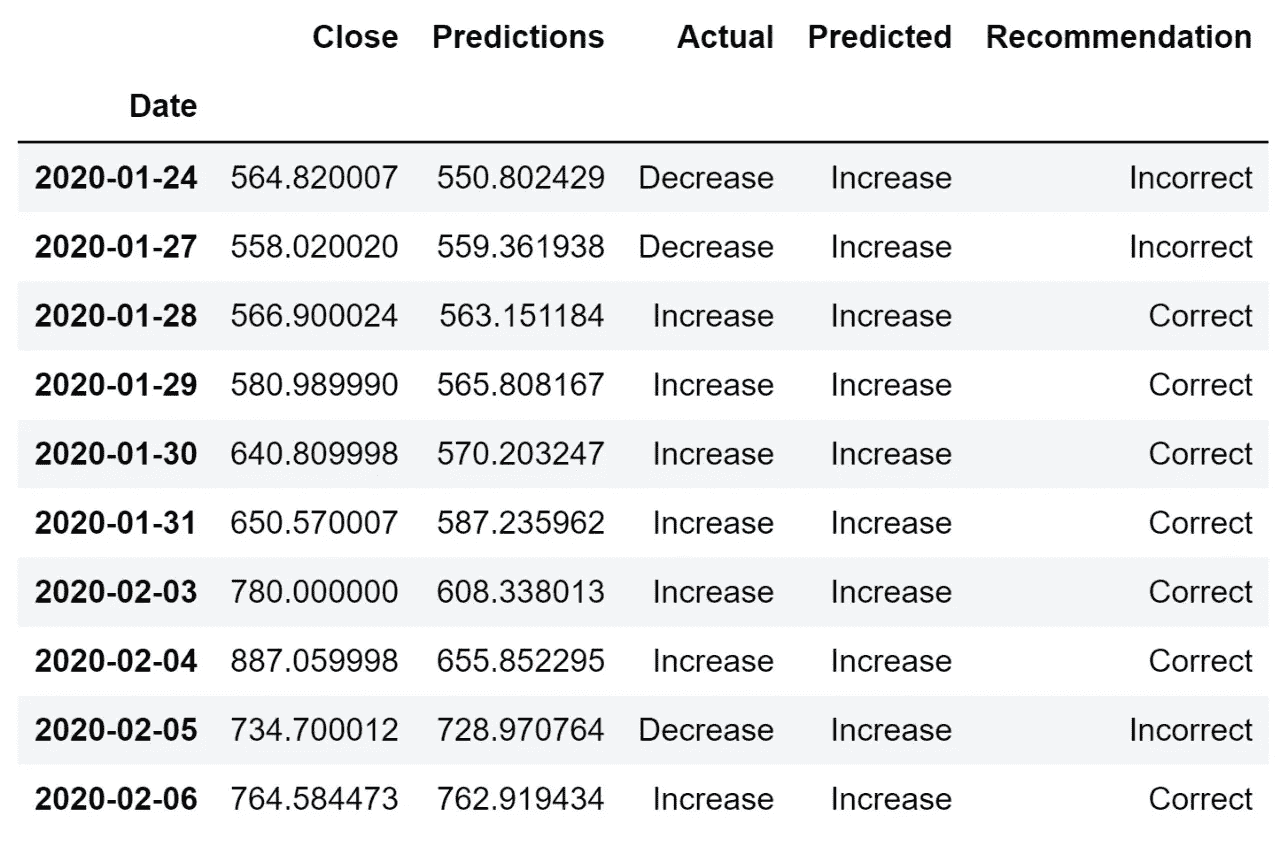 Close Predictions Actual Predicted Recommendation
Date
2020-01-24 564.820007 550.802429 Decrease Increase Incorrect
2020-01-27 558.020020 559.361938 Decrease Increase Incorrect
2020-01-28 566.900024 563.151184 Increase Increase Correct
2020-01-29 580.989990 565.808167 Increase Increase Correct
2020-01-30 640.809998 570.203247 Increase Increase Correct
2020-01-31 650.570007 587.235962 Increase Increase Correct
2020-02-03 780.000000 608.338013 Increase Increase Correct
2020-02-04 887.059998 655.852295 Increase Increase Correct
2020-02-05 734.700012 728.970764 Decrease Increase Incorrect
2020-02-06 764.584473 762.919434 Increase Increase Correct